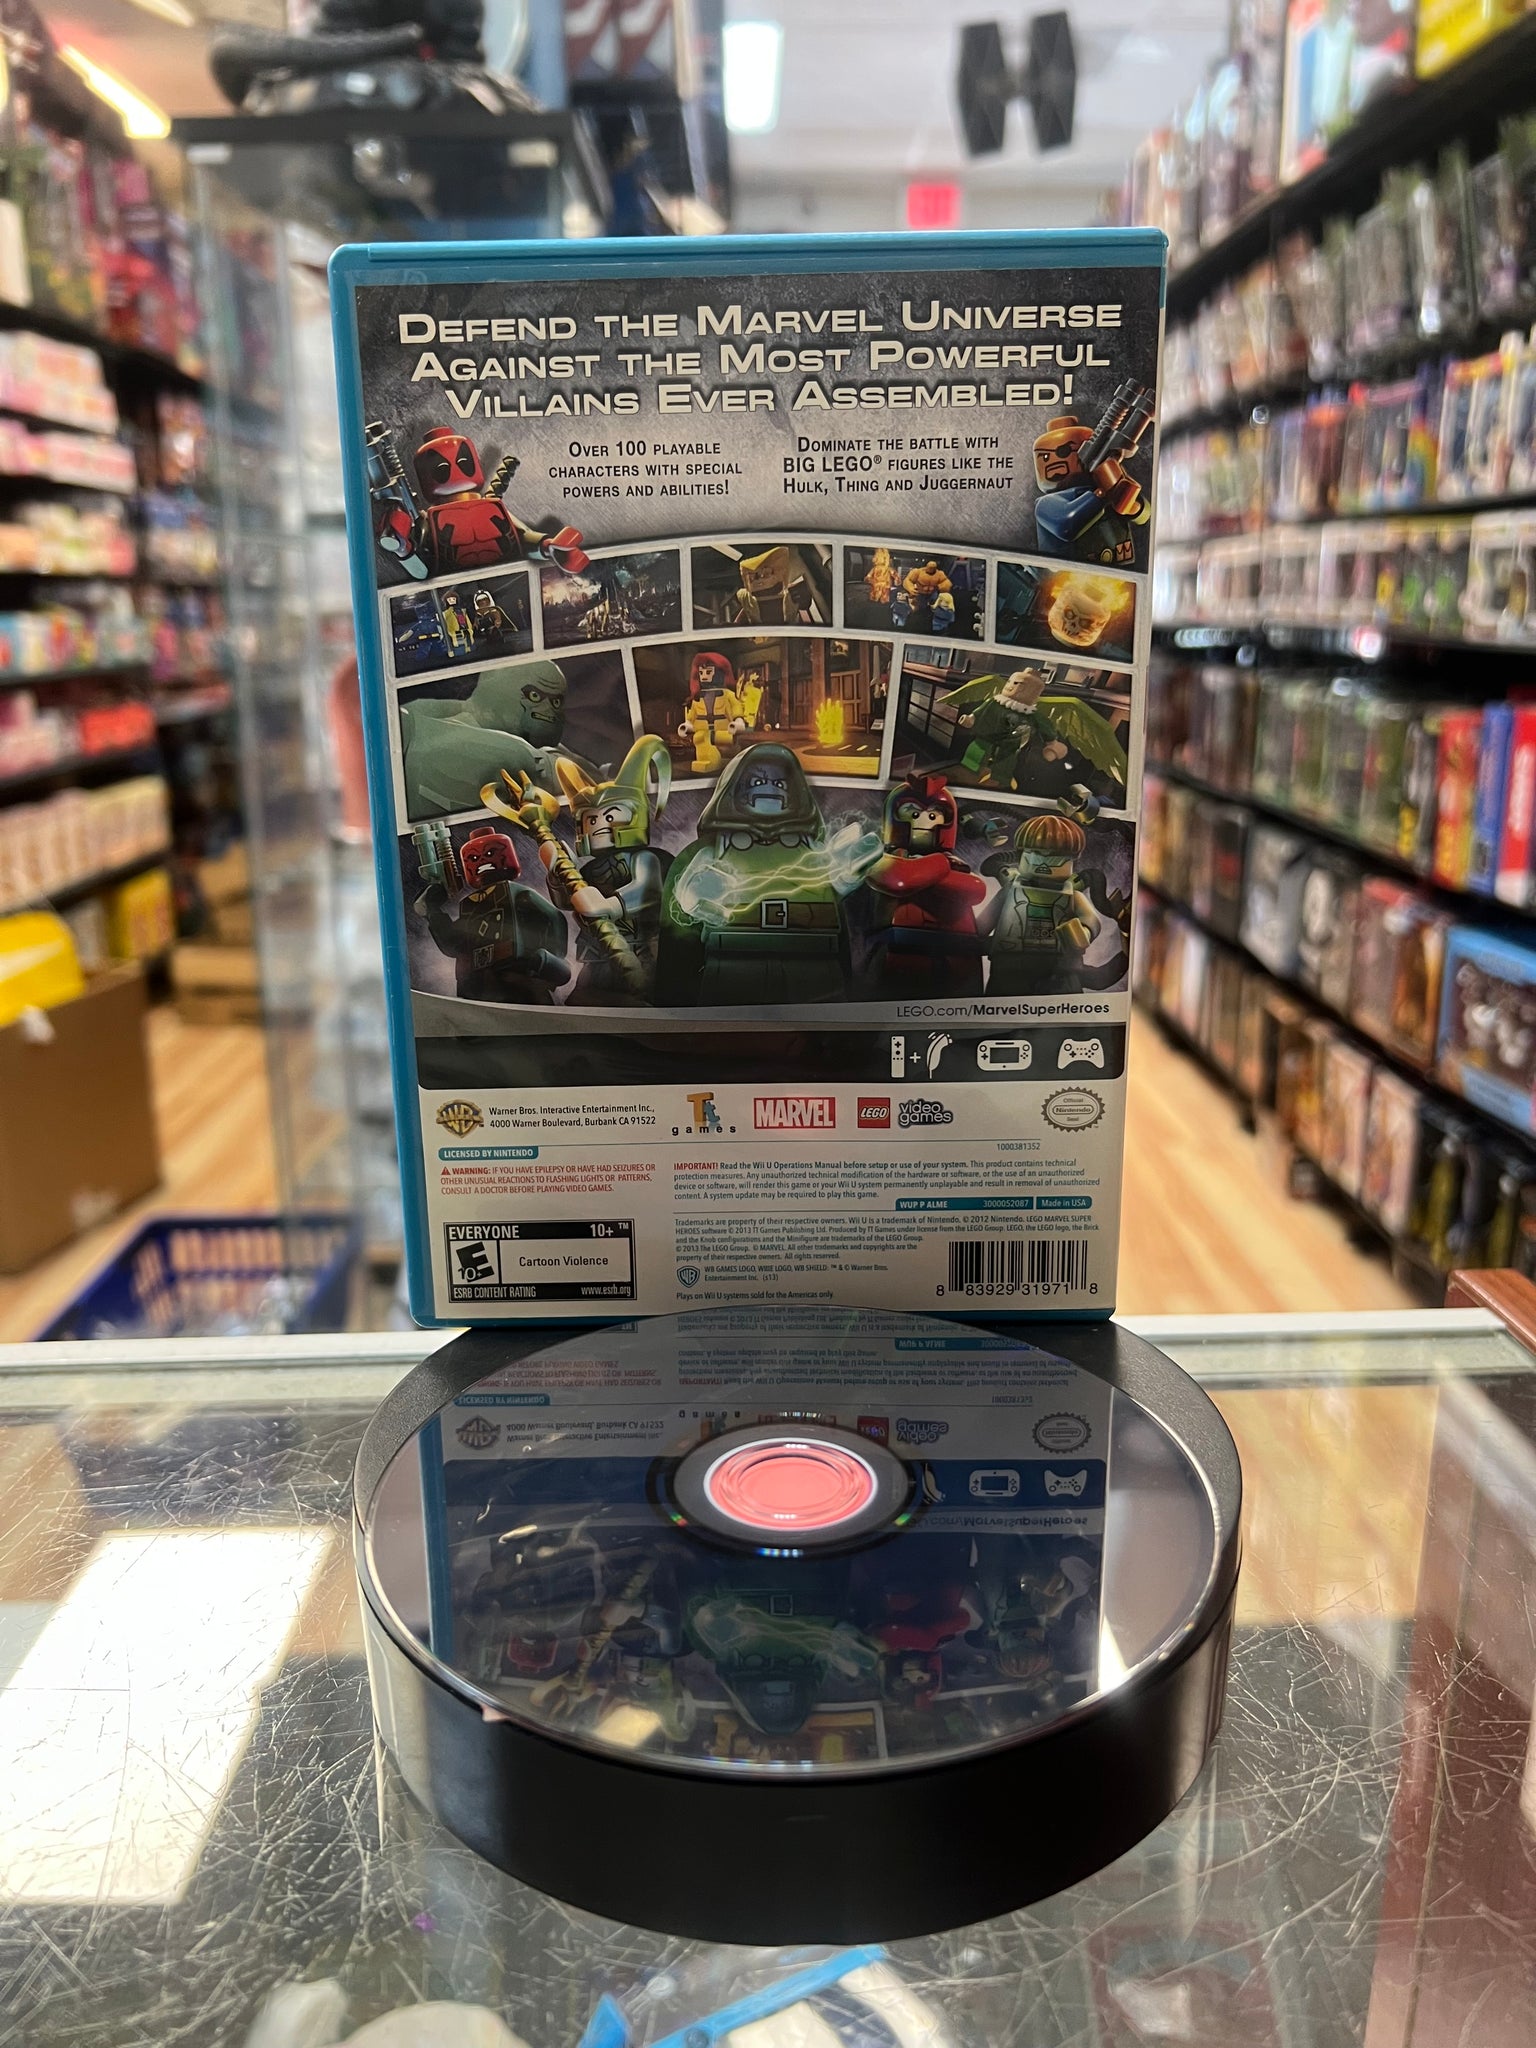 DEFEND THE MARVEL UNIVERSE
AGAINST THE MOST POWERFUL
VILLAINS EVER ASSEMBLED!
OVER 100 PLAYABLE
CHARACTERS WITH SPECIAL
POWERS AND ABILITIES!
DOMINATE THE BATTLE WITH
BIG LEGO® FIGURES LIKE THE
HULK, THING AND JUGGERNAUT
LEGO.com/MarvelSuperHeroes
WB
Warner Bros. Interactive Entertainment Inc.,
4000 Warner Boulevard, Burbank CA 91522
Tt
games
MARVEL
LEGO
video
games
Official
Nintendo
Seal
1000381352
LICENSED BY NINTENDO
WARNING: IF YOU HAVE EPILEPSY OR HAVE HAD SEIZURES OR
OTHER UNUSUAL REACTIONS TO FLASHING LIGHTS OR PATTERNS,
CONSULT A DOCTOR BEFORE PLAYING VIDEO GAMES.
IMPORTANT! Read the Wii U Operations Manual before setup or use of your system. This product contains technical
protection measures. Any unauthorized technical modification of the hardware or software, or the use of an unauthorized
device or software, will render this game or your Wii U system permanently unplayable and result in removal of unauthorized
content. A system update may be required to play this game.
WUP P ALME 3000052087 Made in USA
Trademarks are property of their respective owners. Wii U is a trademark of Nintendo. © 2012 Nintendo. LEGO MARVEL SUPER
HEROES software © 2013 TT Games Publishing Ltd. Produced by TT Games under license from the LEGO Group. LEGO, the LEGO logo, the Brick
and the Knob configurations and the Minifigure are trademarks of the LEGO Group.
© 2013 The LEGO Group. © MARVEL. All other trademarks and copyrights are the
property of their respective owners. All rights reserved.
WB GAMES LOGO, WBIE LOGO, WB SHIELD: ™ & © Warner Bros.
Entertainment Inc. (s13)
Plays on Wii U systems sold for the Americas only.
EVERYONE 10+™
E
10+
Cartoon Violence
ESRB CONTENT RATING www.esrb.org
8 83929 31971 8